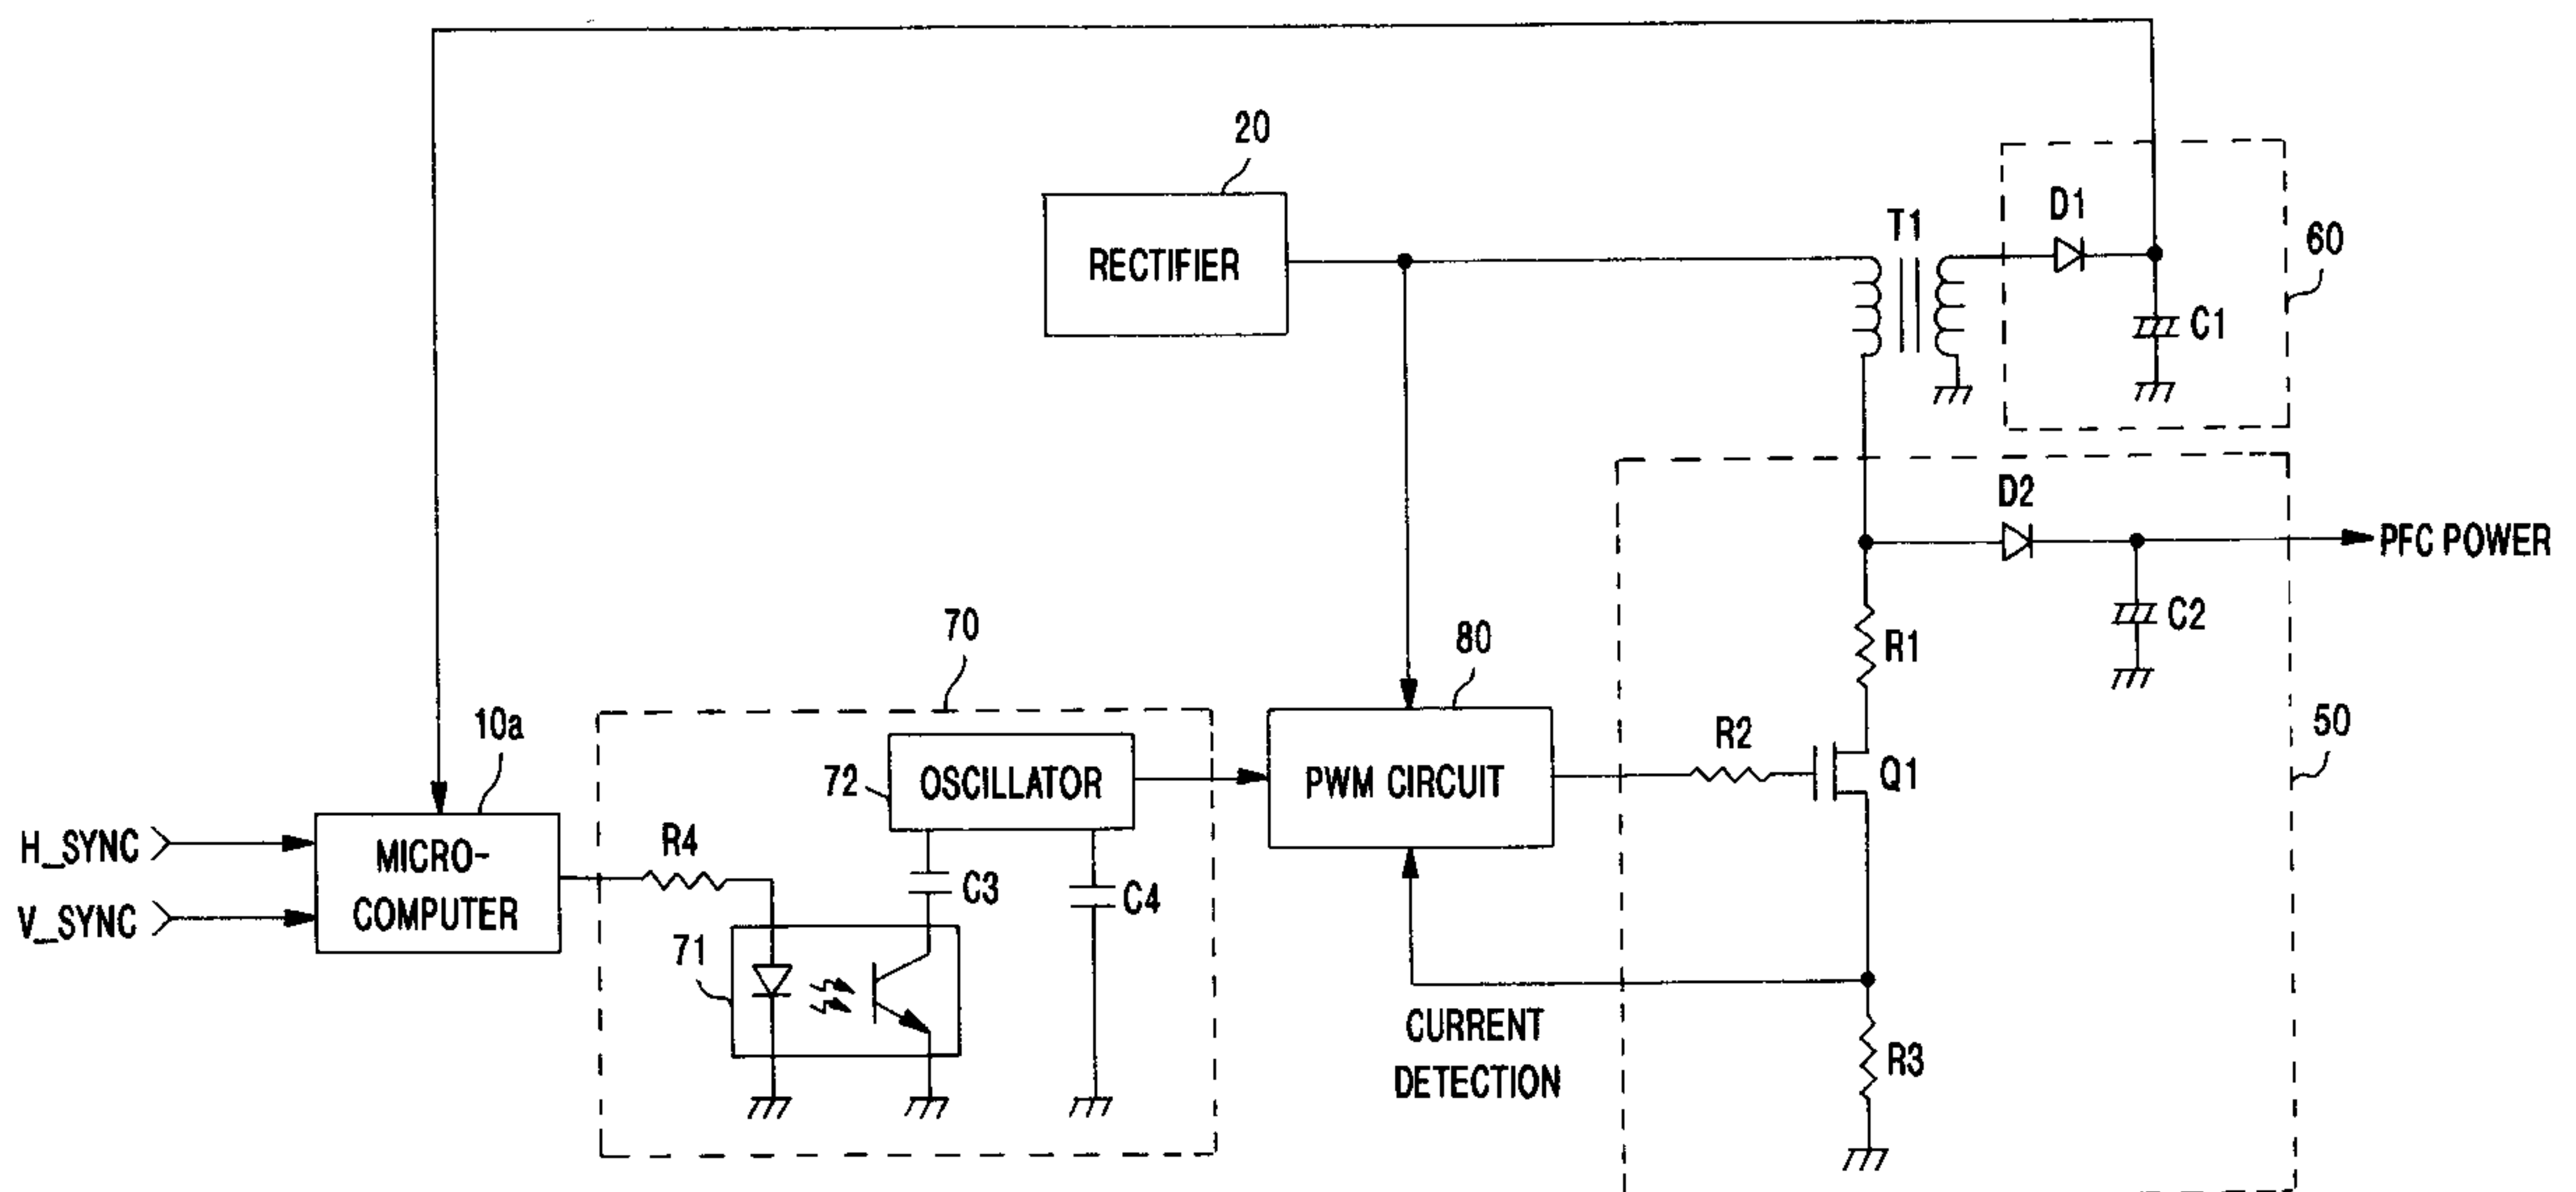 20
RECTIFIER
T1
D1
60
C1
D2
PFC POWER
C2
R1
50
70
80
10a
72
OSCILLATOR
PWM CIRCUIT
R2
Q1
H_SYNC
V_SYNC
MICRO-
COMPUTER
R4
C3
C4
71
CURRENT
DETECTION
R3